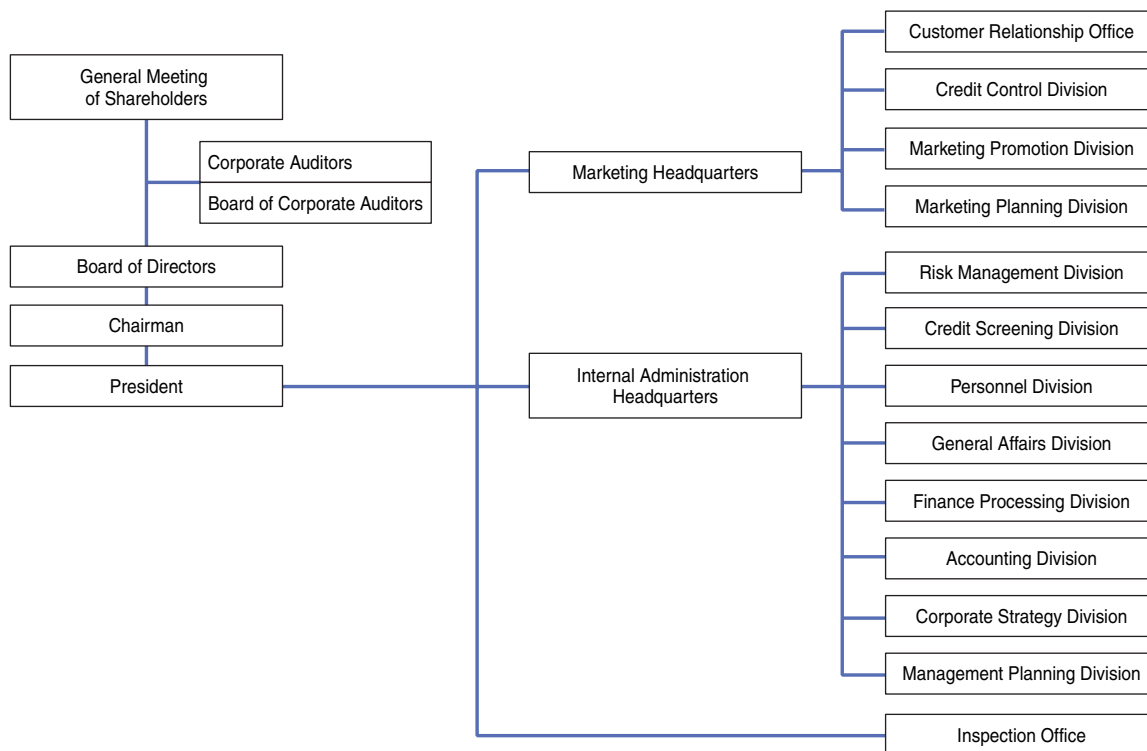 General Meeting
of Shareholders
Corporate Auditors
Board of Corporate Auditors
Board of Directors
Chairman
President
Marketing Headquarters
Internal Administration
Headquarters
Customer Relationship Office
Credit Control Division
Marketing Promotion Division
Marketing Planning Division
Risk Management Division
Credit Screening Division
Personnel Division
General Affairs Division
Finance Processing Division
Accounting Division
Corporate Strategy Division
Management Planning Division
Inspection Office